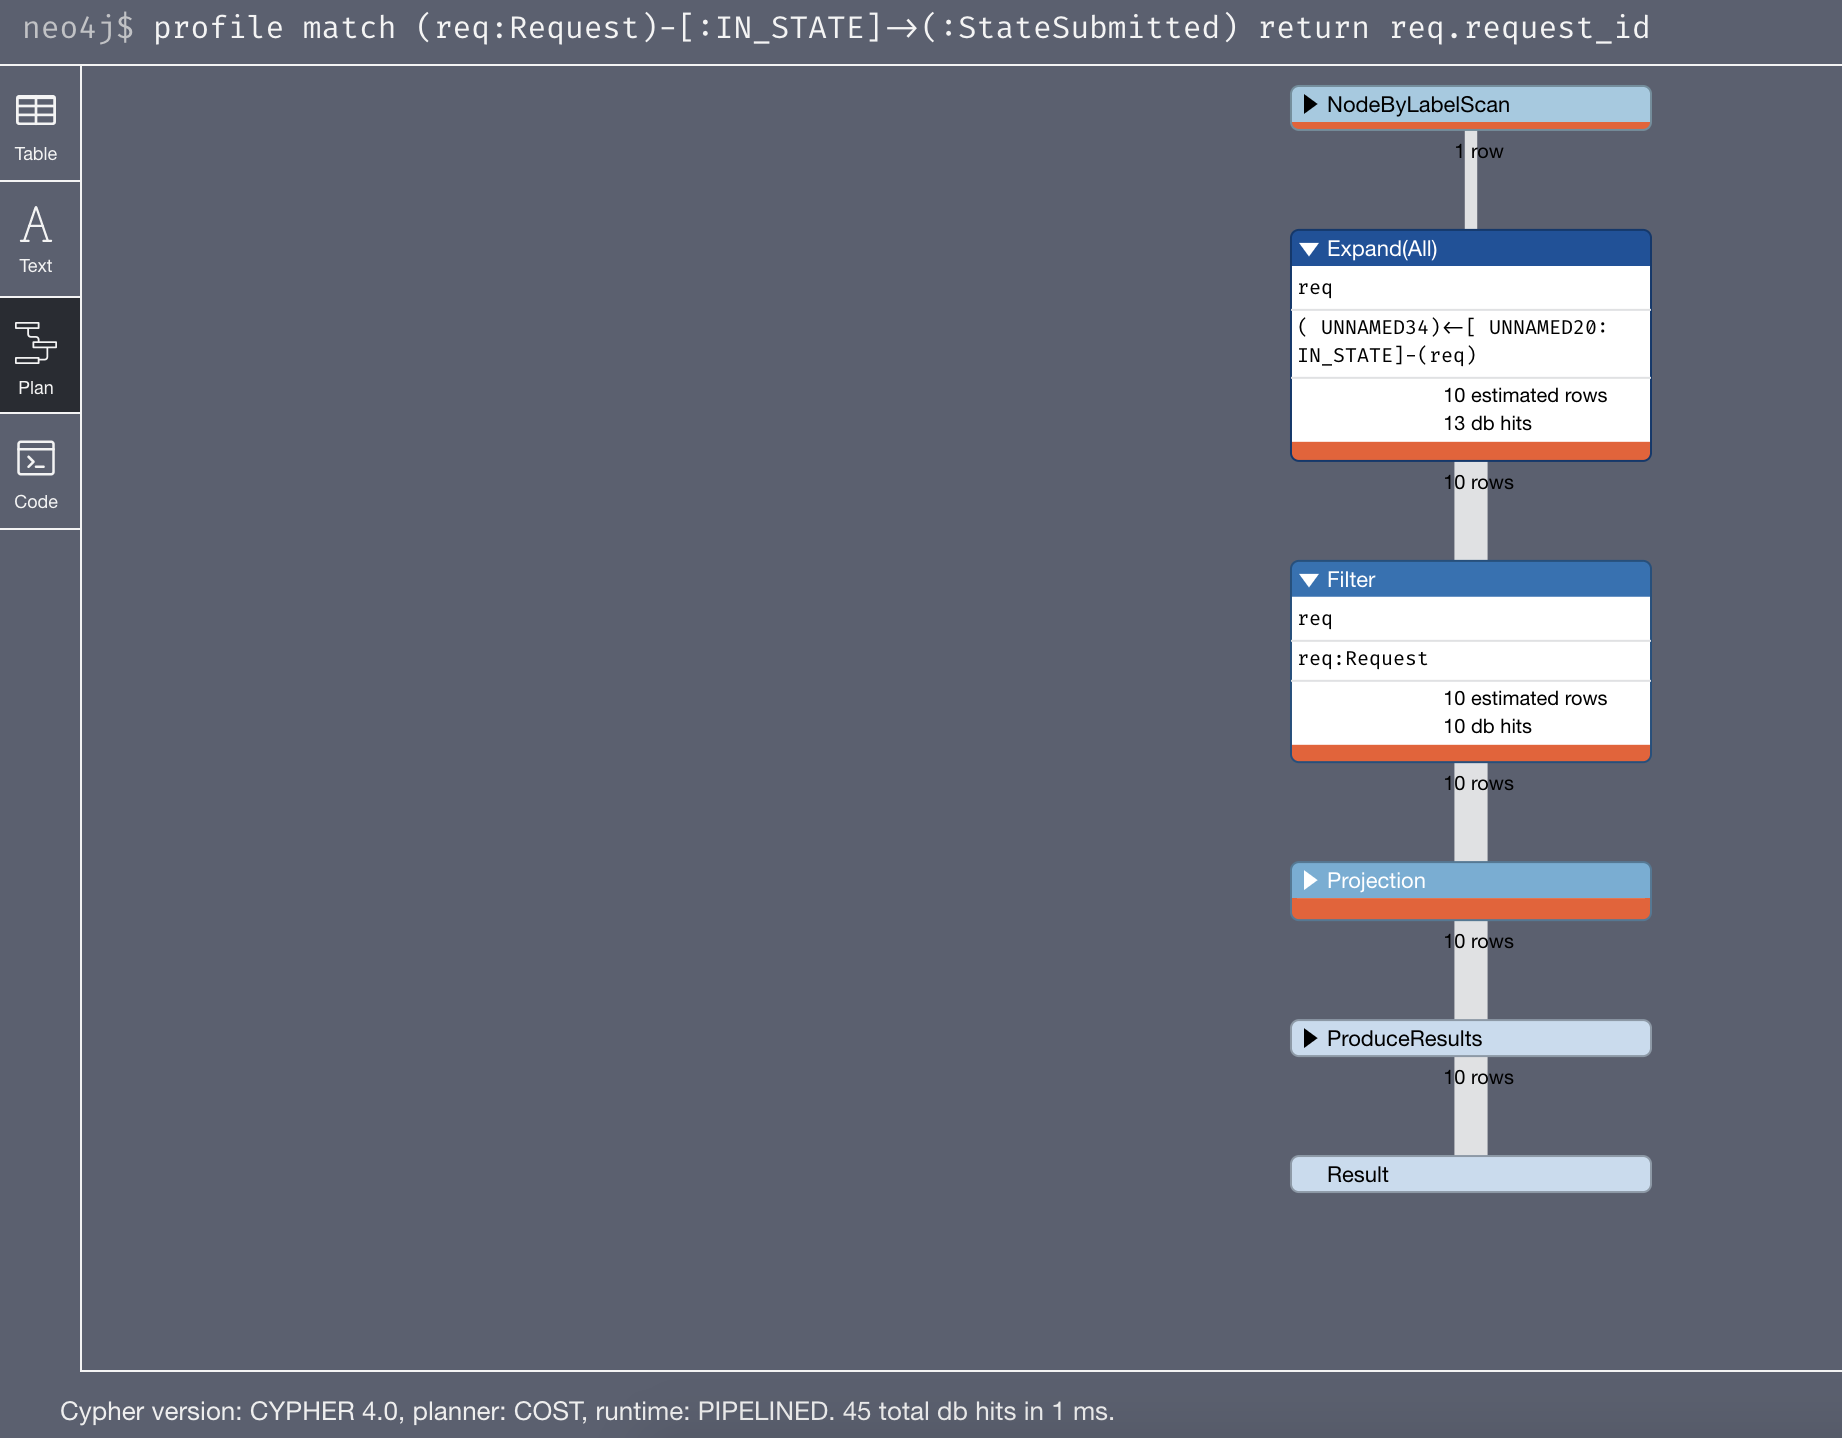 neo4j$ profile match (req:Request)-[:IN_STATE]->(:StateSubmitted) return req.request_id
Table
Text
Plan
Code
NodeByLabelScan
1 row
Expand(All)
req
( UNNAMED34)<-[ UNNAMED20:
IN_STATE]-(req)
10 estimated rows
13 db hits
10 rows
Filter
req
req:Request
10 estimated rows
10 db hits
10 rows
Projection
10 rows
ProduceResults
10 rows
Result
Cypher version: CYPHER 4.0, planner: COST, runtime: PIPELINED. 45 total db hits in 1 ms.